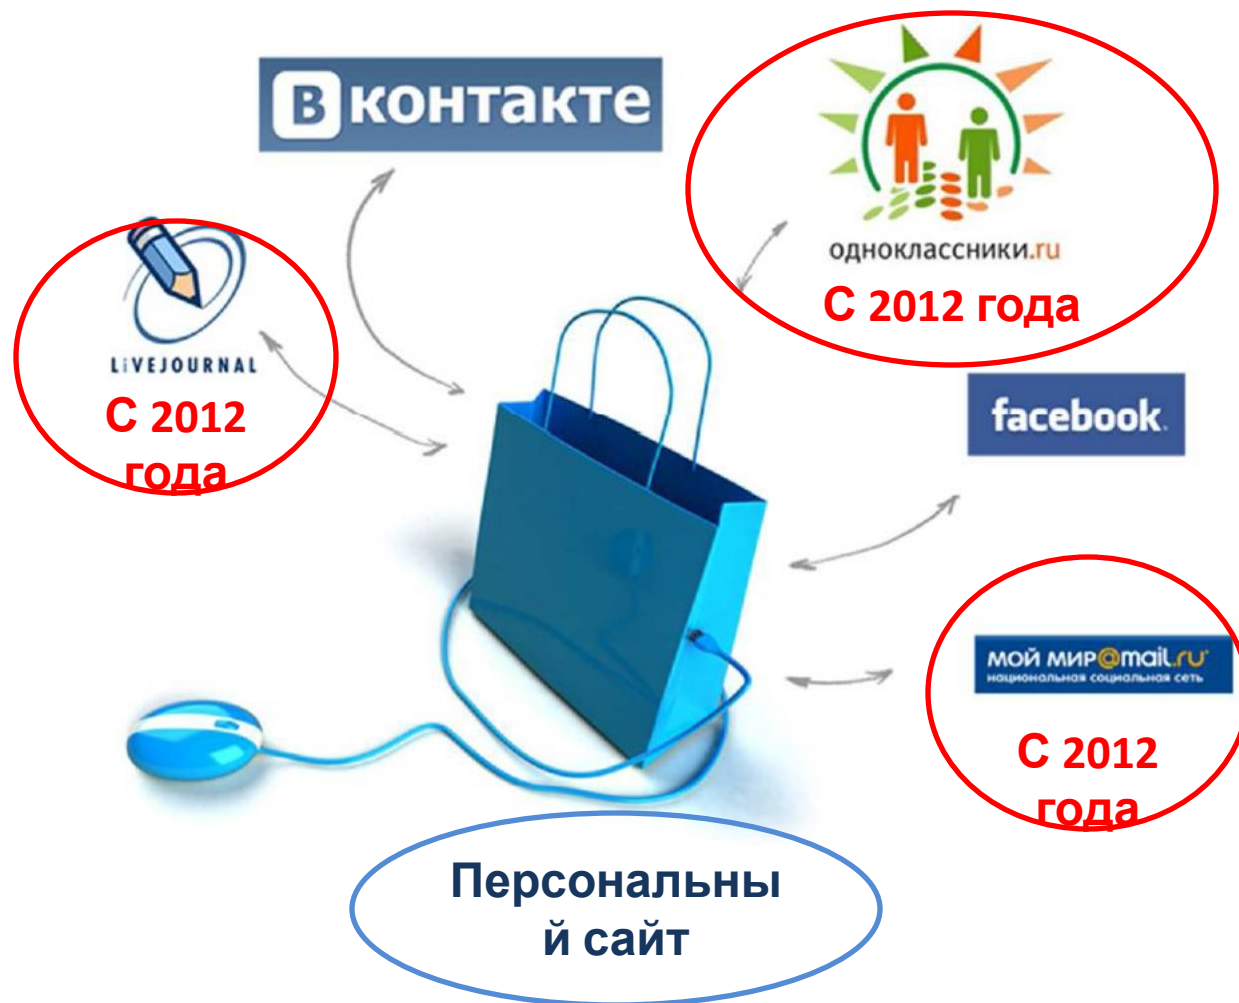 В контакте
одноклассники.ru
С 2012 года
LiVEJOURNAL
С 2012
года
facebook.
мой мир@mail.ru
национальная социальная сеть
С 2012
года
Персональны
й сайт